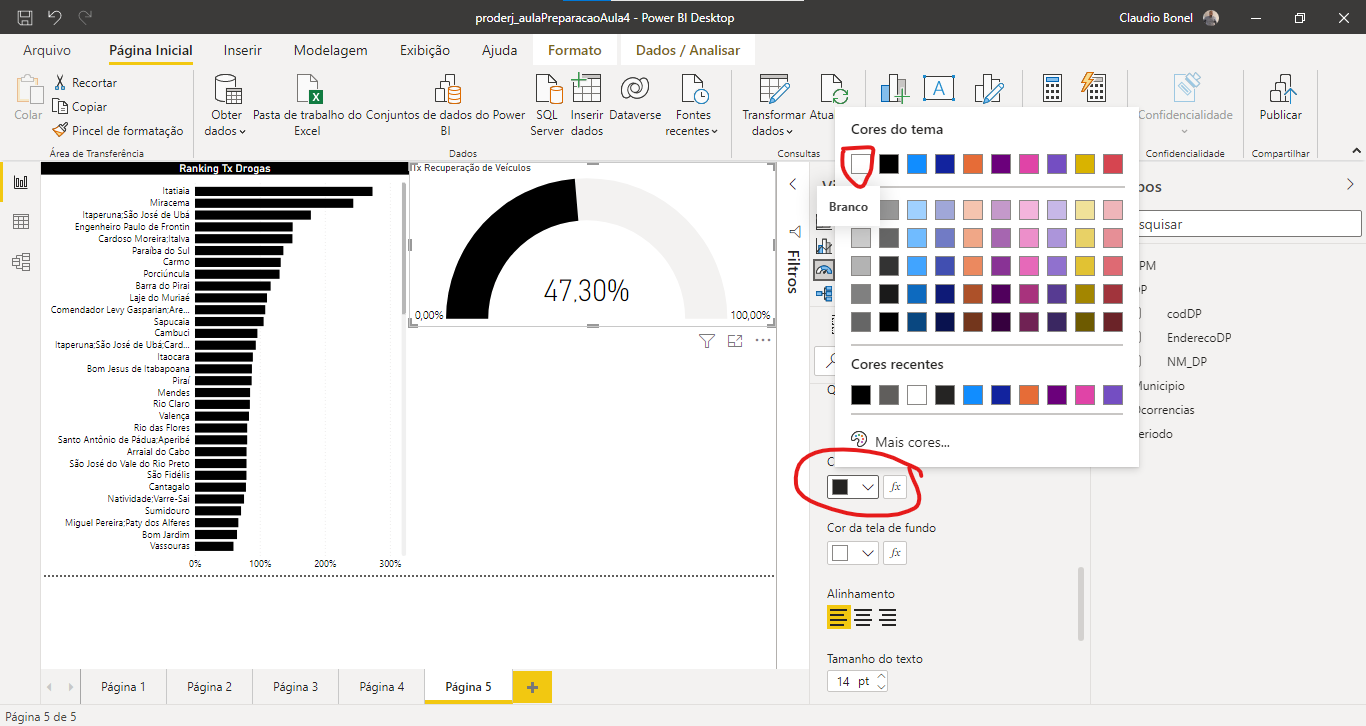 proderj_aulaPreparacaoAula4 - Power BI Desktop
Claudio Bonel
Arquivo
Página Inicial
Inserir
Modelagem
Exibição
Ajuda
Formato
Dados / Analisar
Colar
Recortar
Copiar
Pincel de formatação
Área de Transferência
Obter
dados
Pasta de trabalho do
Excel
Conjuntos de dados do Power
BI
SQL
Server
Inserir
dados
Dataverse
Fontes
recentes
Dados
Transformar
dados
Atua
Consultas
A
Confidencialidade
Confidencialidade
Publicar
Compartilhar
Ranking Tx Drogas
Itatiaia
Miracema
Itaperuna;São José de Ubá
Engenheiro Paulo de Frontin
Cardoso Moreira;Italva
Paraíba do Sul
Carmo
Porciúncula
Barra do Piraí
Laje do Muriaé
Comendador Levy Gasparian;Are...
Sapucaia
Cambuci
Itaperuna;São José de Ubá;Card...
Itaocara
Bom Jesus de Itabapoana
Piraí
Mendes
Rio Claro
Valença
Rio das Flores
Santo Antônio de Pádua;Aperibé
Arraial do Cabo
São José do Vale do Rio Preto
São Fidélis
Cantagalo
Natividade;Varre-Sai
Sumidouro
Miguel Pereira;Paty dos Alferes
Bom Jardim
Vassouras
0%
100%
200%
300%
Tx Recuperação de Veículos
47,30%
0,00%
100,00%
Filtros
Cores do tema
Branco
Cores recentes
Mais cores...
fx
Cor da tela de fundo
fx
Alinhamento
Tamanho do texto
14 pt
pos
squisar
PM
DP
codDP
EnderecoDP
NM_DP
Municipio
Ocorrencias
eriodo
Página 1
Página 2
Página 3
Página 4
Página 5
Página 5 de 5